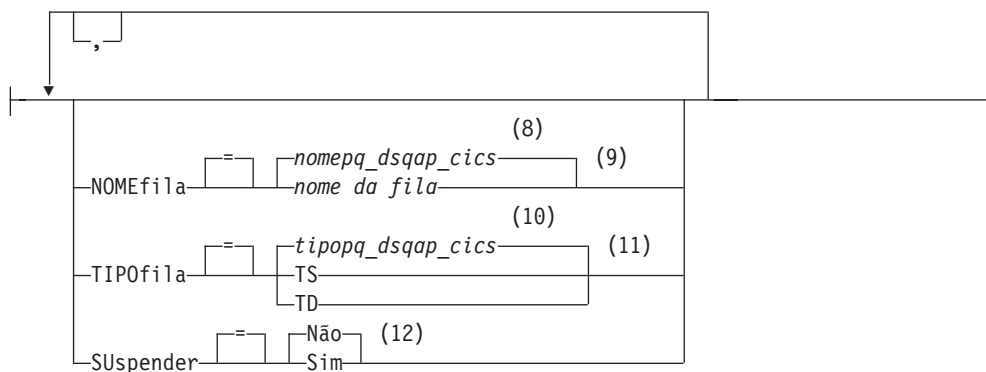 ,
(8)
= nomepq_dsqap_cics (9)
NOMEfila nome da fila
(10)
= tipopq_dsqap_cics (11)
TIPOfila TS
TD
= Não (12)
SUspender Sim